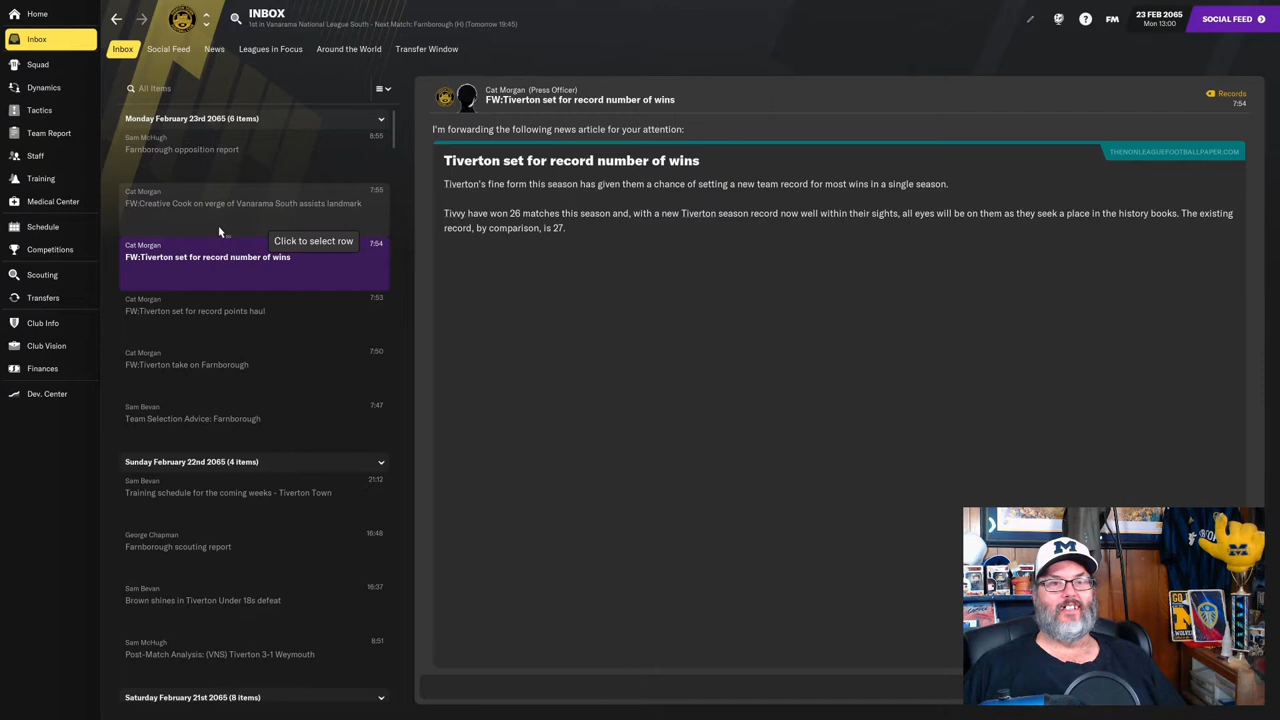 Home
Inbox
Squad
Dynamics
Tactics
Team Report
Staff
Training
Medical Center
Schedule
Competitions
Scouting
Transfers
Club Info
Club Vision
Finances
Dev. Center
INBOX
1st in Vanarama National League South - Next Match: Farnborough (H) (Tomorrow 19:45)
FM
23 FEB 2065
Mon 13:00
SOCIAL FEED
Inbox
Social Feed
News
Leagues in Focus
Around the World
Transfer Window
All Items
Monday February 23rd 2065 (6 items)
Sam McHugh
8:55
Farnborough opposition report
Cat Morgan
7:55
FW:Creative Cook on verge of Vanarama South assists landmark
Click to select row
Cat Morgan
7:54
FW:Tiverton set for record number of wins
Cat Morgan
7:53
FW:Tiverton set for record points haul
Cat Morgan
7:50
FW:Tiverton take on Farnborough
Sam Bevan
7:47
Team Selection Advice: Farnborough
Sunday February 22nd 2065 (4 items)
Sam Bevan
21:12
Training schedule for the coming weeks - Tiverton Town
George Chapman
16:48
Farnborough scouting report
Sam Bevan
16:37
Brown shines in Tiverton Under 18s defeat
Sam McHugh
8:51
Post-Match Analysis: (VNS) Tiverton 3-1 Weymouth
Saturday February 21st 2065 (8 items)
Cat Morgan (Press Officer)
FW:Tiverton set for record number of wins
Records
7:54
I'm forwarding the following news article for your attention:
THENONLEAGUEFOOTBALLPAPER.COM
Tiverton set for record number of wins
Tiverton's fine form this season has given them a chance of setting a new team record for most wins in a single season.
Tivvy have won 26 matches this season and, with a new Tiverton season record now well within their sights, all eyes will be on them as they seek a place in the history books. The existing
record, by comparison, is 27.
M
M